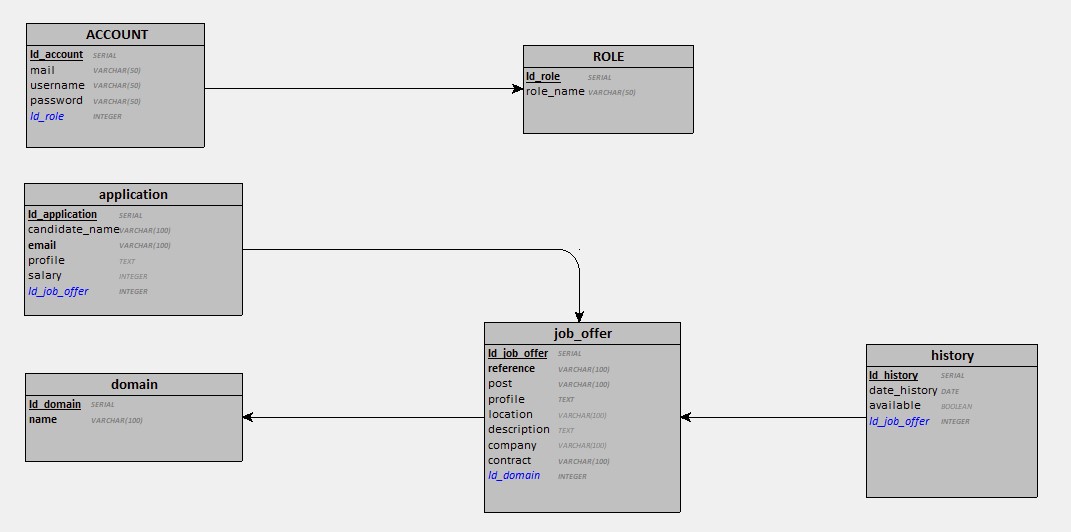 ACCOUNT
Id_account SERIAL
mail VARCHAR(50)
username VARCHAR(50)
password VARCHAR(50)
Id_role INTEGER
ROLE
Id_role SERIAL
role_name VARCHAR(50)
application
Id_application SERIAL
candidate_name VARCHAR(100)
email VARCHAR(100)
profile TEXT
salary INTEGER
Id_job_offer INTEGER
domain
Id_domain SERIAL
name VARCHAR(100)
job_offer
Id_job_offer SERIAL
reference VARCHAR(100)
post VARCHAR(100)
profile TEXT
location VARCHAR(100)
description TEXT
company VARCHAR(100)
contract VARCHAR(100)
Id_domain INTEGER
history
Id_history SERIAL
date_history DATE
available BOOLEAN
Id_job_offer INTEGER